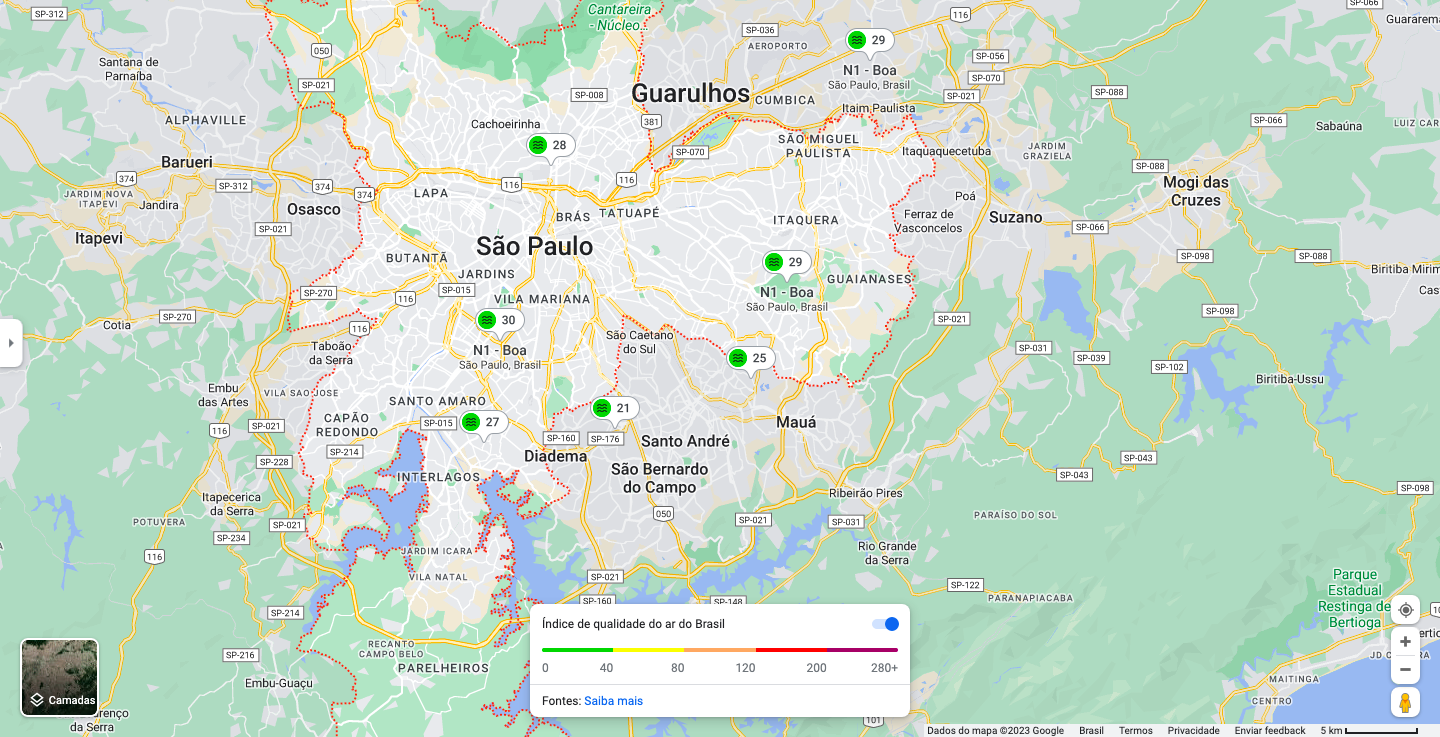 SP-312
Cantareira
- Núcleo...
116
SP-066
Guararema
050
SP-036
AEROPORTO
29
SP-056
Santana de
Parnaíba
SP-021
N1 - Boa
São Paulo, Brasil
SP-070
SP-088
SP-008
Guarulhos
CUMBICA
SP-021
Itaim Paulista
ALPHAVILLE
Cachoeirinha
381
SP-066
Sabaúna
LUIZ CAR
28
SP-070
SÃO MIGUEL
PAULISTA
Itaquaquecetuba
JARDIM
GRAZIELA
Barueri
374
SP-312
374
374
116
116
SP-088
Mogi das
Cruzes
JARDIM NOVA
ITAPEVI
Jandira
Osasco
LAPA
BRÁS
TATUAPÉ
ITAQUERA
Poá
Ferraz de
Vasconcelos
Suzano
SP-066
Itapevi
SP-021
São Paulo
BUTANTÃ
JARDINS
29
N1 - Boa
São Paulo, Brasil
GUAIANASES
SP-098
SP-088
Biritiba Mirim
SP-270
116
SP-015
VILA MARIANA
Cast
SP-270
Cotia
116
30
N1 - Boa
São Paulo, Brasil
SP-021
SP-098
Taboão
da Serra
São Caetano
do Sul
25
SP-031
SP-039
SP-102
Biritiba-Ussu
Embu
das Artes
VILA SAO JOSE
SANTO AMARO
CAPÃO
REDONDO
SP-015
27
21
Mauá
116
SP-021
SP-214
SP-160
SP-176
Santo André
SP-228
Diadema
São Bernardo
do Campo
SP-043
SP-043
INTERLAGOS
Itapecerica
da Serra
Ribeirão Pires
SP-098
POTUVERA
SP-021
050
SP-021
SP-031
PARAÍSO DO SOL
SP-234
116
JARDIM ICARA
Rio Grande
da Serra
VILA NATAL
SP-021
SP-122
PARANAPIACABA
Parque
Estadual
Restinga de
Bertioga
SP-214
SP-160
SP-148
RECANTO
CAMPO BELO
SP-216
PARELHEIROS
Embu-Guaçu
JD C
MAITINGA
CENTRO
da Serra
101
Índice de qualidade do ar do Brasil
0 40 80 120 200 280+
Fontes: Saiba mais
Camadas
Dados do mapa ©2023 Google Brasil Termos Privacidade Enviar feedback 5 km